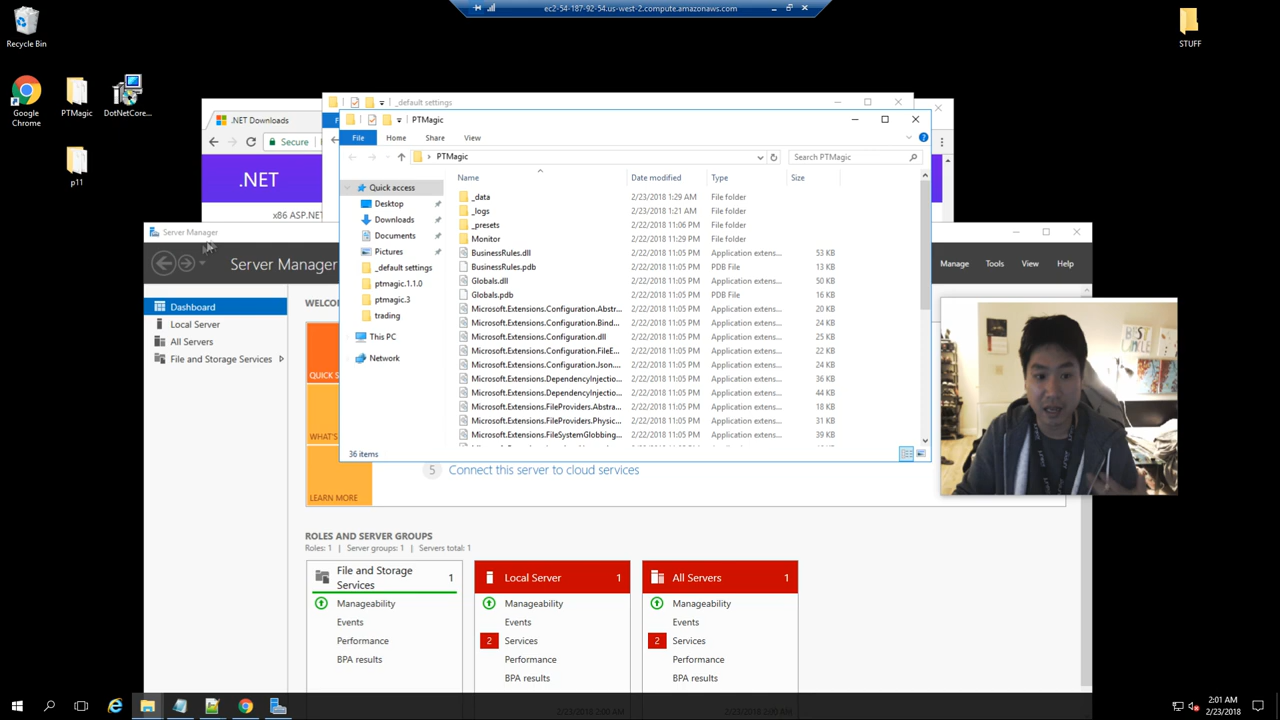 ec2-54-187-92-54.us-west-2.compute.amazonaws.com
Recycle Bin
STUFF
Google Chrome
PTMagic
DotNetCore...
p11
_default settings
.NET Downloads
Secure
.NET
x86 ASP.NET
PTMagic
File Home Share View
PTMagic
Search PTMagic
Name Date modified Type Size
Quick access
Desktop
Downloads
Documents
Pictures
_default settings
ptmagic.1.1.0
ptmagic.3
trading
This PC
Network
_data 2/23/2018 1:29 AM File folder
_logs 2/23/2018 1:21 AM File folder
_presets 2/22/2018 11:06 PM File folder
Monitor 2/22/2018 11:29 PM File folder
BusinessRules.dll 2/22/2018 11:05 PM Application extens... 53 KB
BusinessRules.pdb 2/22/2018 11:05 PM PDB File 13 KB
Globals.dll 2/22/2018 11:05 PM Application extens... 50 KB
Globals.pdb 2/22/2018 11:05 PM PDB File 16 KB
Microsoft.Extensions.Configuration.Abstr... 2/22/2018 11:05 PM Application extens... 20 KB
Microsoft.Extensions.Configuration.Bind... 2/22/2018 11:05 PM Application extens... 24 KB
Microsoft.Extensions.Configuration.dll 2/22/2018 11:05 PM Application extens... 25 KB
Microsoft.Extensions.Configuration.FileE... 2/22/2018 11:05 PM Application extens... 22 KB
Microsoft.Extensions.Configuration.Json.... 2/22/2018 11:05 PM Application extens... 24 KB
Microsoft.Extensions.DependencyInjectio... 2/22/2018 11:05 PM Application extens... 36 KB
Microsoft.Extensions.DependencyInjectio... 2/22/2018 11:05 PM Application extens... 44 KB
Microsoft.Extensions.FileProviders.Abstra... 2/22/2018 11:05 PM Application extens... 18 KB
Microsoft.Extensions.FileProviders.Physic... 2/22/2018 11:05 PM Application extens... 31 KB
Microsoft.Extensions.FileSystemGlobbing... 2/22/2018 11:05 PM Application extens... 39 KB
36 items
Server Manager
Server Manager
Manage Tools View Help
Dashboard
Local Server
All Servers
File and Storage Services
WELCO
QUICK S
WHAT'S
LEARN MORE
5 Connect this server to cloud services
ROLES AND SERVER GROUPS
Roles: 1 | Server groups: 1 | Servers total: 1
File and Storage Services 1
Manageability
Events
Performance
BPA results
Local Server 1
Manageability
Events
2 Services
Performance
BPA results
2/23/2018 2:00 AM
All Servers 1
Manageability
Events
2 Services
Performance
BPA results
2/23/2018 2:00 AM
2:01 AM
2/23/2018